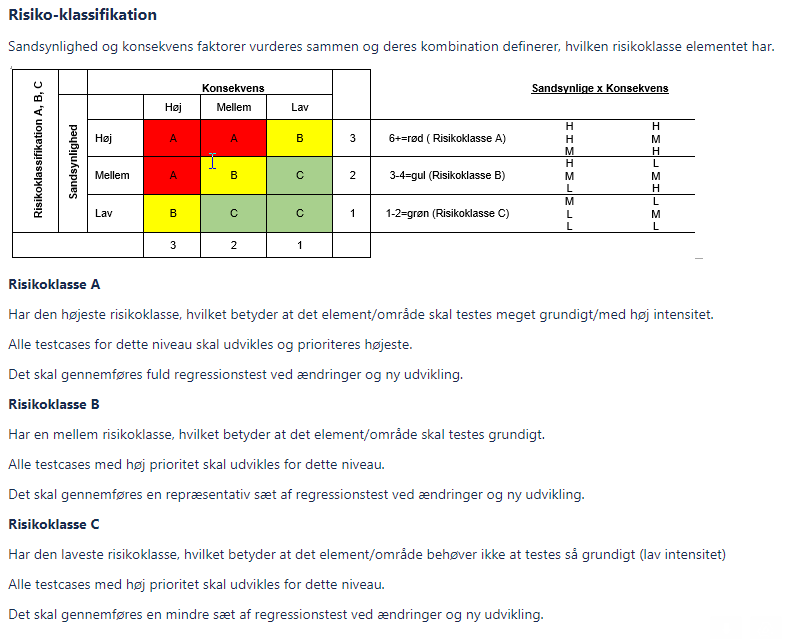 Risiko-klassifikation
Sandsynlighed og konsekvens faktorer vurderes sammen og deres kombination definerer, hvilken risikoklasse elementet har.
Risikoklassifikation A, B, C
Sandsynlighed
Konsekvens
Høj Mellem Lav
Høj A A B 3
Mellem A B C 2
Lav B C C 1
3 2 1
Sandsynlige x Konsekvens
6+=rød ( Risikoklasse A)
H H
H M
M H
3-4=gul (Risikoklasse B)
H L
M M
L H
1-2=grøn (Risikoklasse C)
M L
L M
L L
Risikoklasse A
Har den højeste risikoklasse, hvilket betyder at det element/område skal testes meget grundigt/med høj intensitet.
Alle testcases for dette niveau skal udvikles og prioriteres højeste.
Det skal gennemføres fuld regressionstest ved ændringer og ny udvikling.
Risikoklasse B
Har en mellem risikoklasse, hvilket betyder at det element/område skal testes grundigt.
Alle testcases med høj prioritet skal udvikles for dette niveau.
Det skal gennemføres en repræsentativ sæt af regressionstest ved ændringer og ny udvikling.
Risikoklasse C
Har den laveste risikoklasse, hvilket betyder at det element/område behøver ikke at testes så grundigt (lav intensitet)
Alle testcases med høj prioritet skal udvikles for dette niveau.
Det skal gennemføres en mindre sæt af regressionstest ved ændringer og ny udvikling.